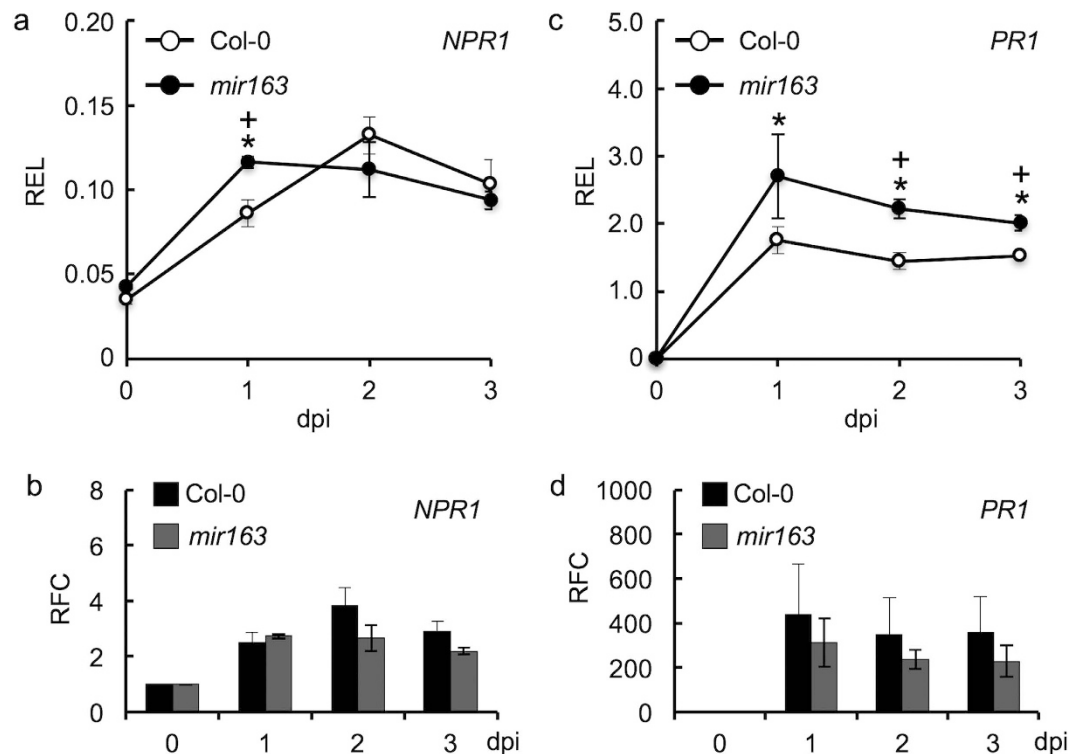 a
0.20
0.15
0.10
0.05
0
REL
Col-0
mir163
NPR1
+
*
0 1 2 3
dpi
c
5.0
4.0
3.0
2.0
1.0
0
REL
Col-0
mir163
PR1
*
+
*
+
*
0 1 2 3
dpi
b
8
6
4
2
0
RFC
Col-0
mir163
NPR1
0 1 2 3 dpi
d
1000
800
600
400
200
0
RFC
Col-0
mir163
PR1
0 1 2 3 dpi